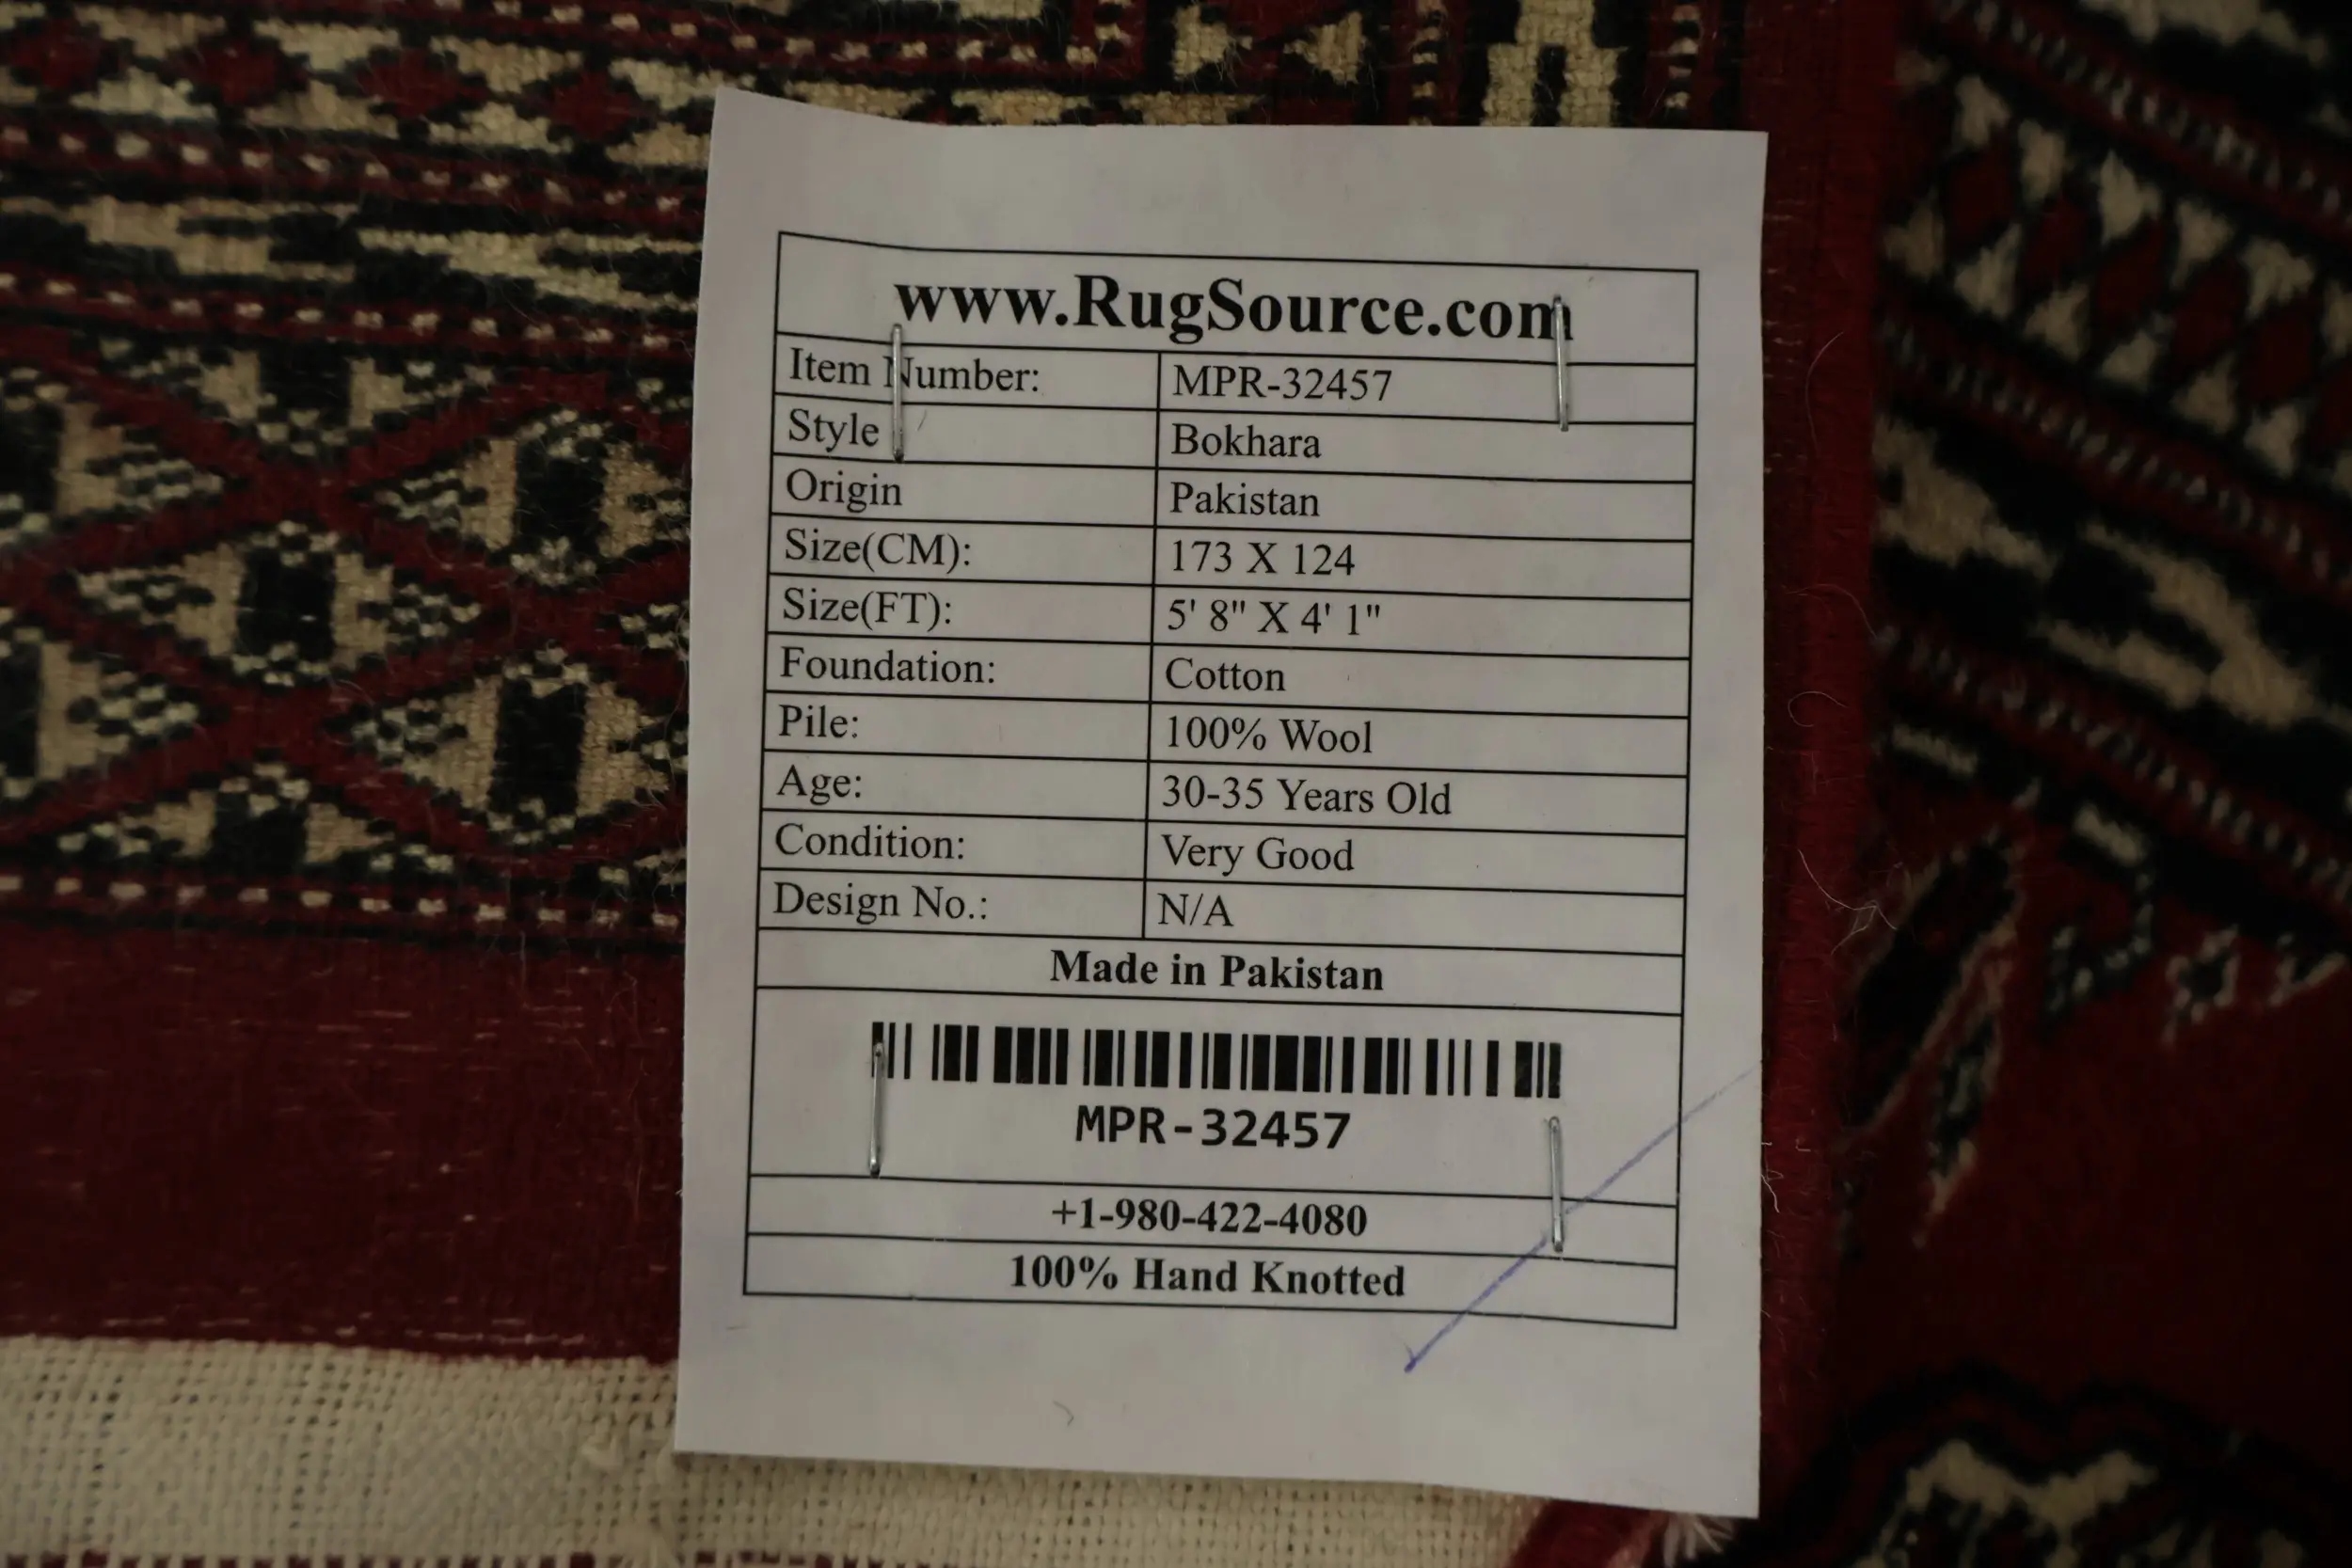 www.RugSource.com
Item Number: MPR-32457
Style Bokhara
Origin Pakistan
Size(CM): 173 X 124
Size(FT): 5' 8" X 4' 1"
Foundation: Cotton
Pile: 100% Wool
Age: 30-35 Years Old
Condition: Very Good
Design No.: N/A
Made in Pakistan
MPR-32457
+1-980-422-4080
100% Hand Knotted